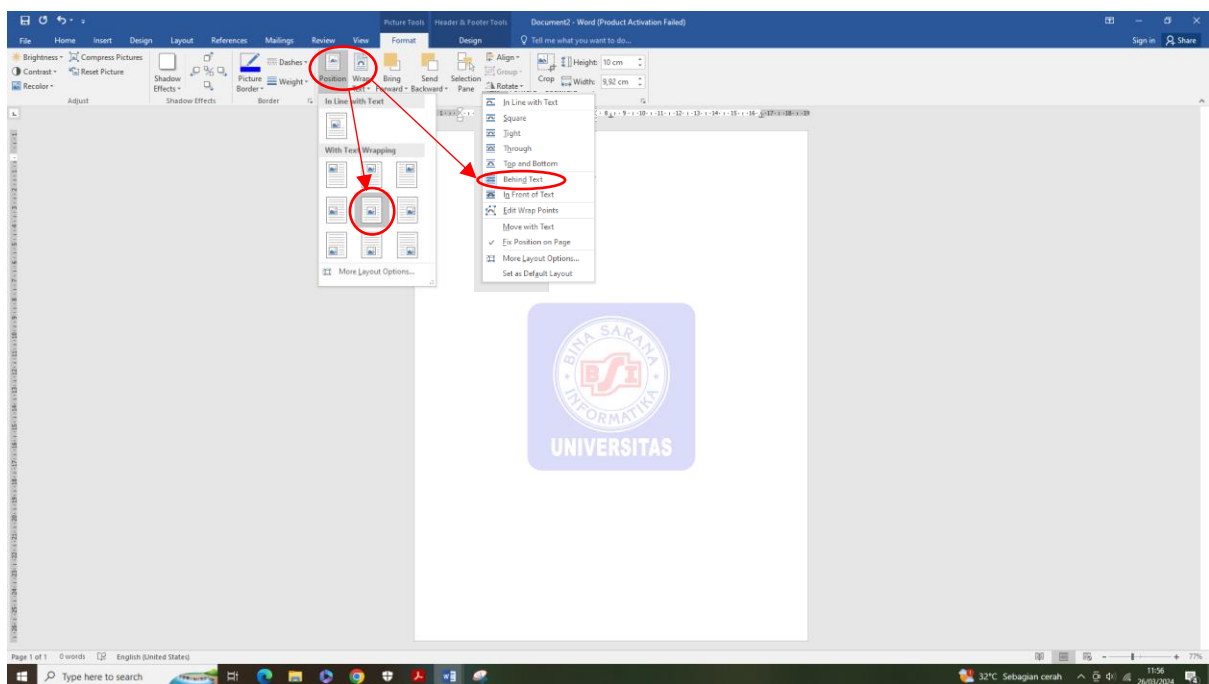 Picture Tools Header & Footer Tools Document2 - Word (Product Activation Failed)
File Home Insert Design Layout References Mailings Review View Format Design Tell me what you want to do... Sign in Share
Brightness Compress Pictures
Contrast Reset Picture
Recolor
Shadow Effects
Picture Border
Dashes
Weight
Position
Wrap Text
Bring Forward
Send Backward
Selection Pane
Align
Group
Rotate
Crop
Height: 10 cm
Width: 9,92 cm
Adjust Shadow Effects Border
In Line with Text
With Text Wrapping
More Layout Options...
In Line with Text
Square
Tight
Through
Top and Bottom
Behind Text
In Front of Text
Edit Wrap Points
Move with Text
Fix Position on Page
More Layout Options...
Set as Default Layout
BINA SARANA
BSI
INFORMATIKA
UNIVERSITAS
Page 1 of 1 0 words English (United States) 77%
Type here to search 32°C Sebagian cerah 11:56
26/03/2024